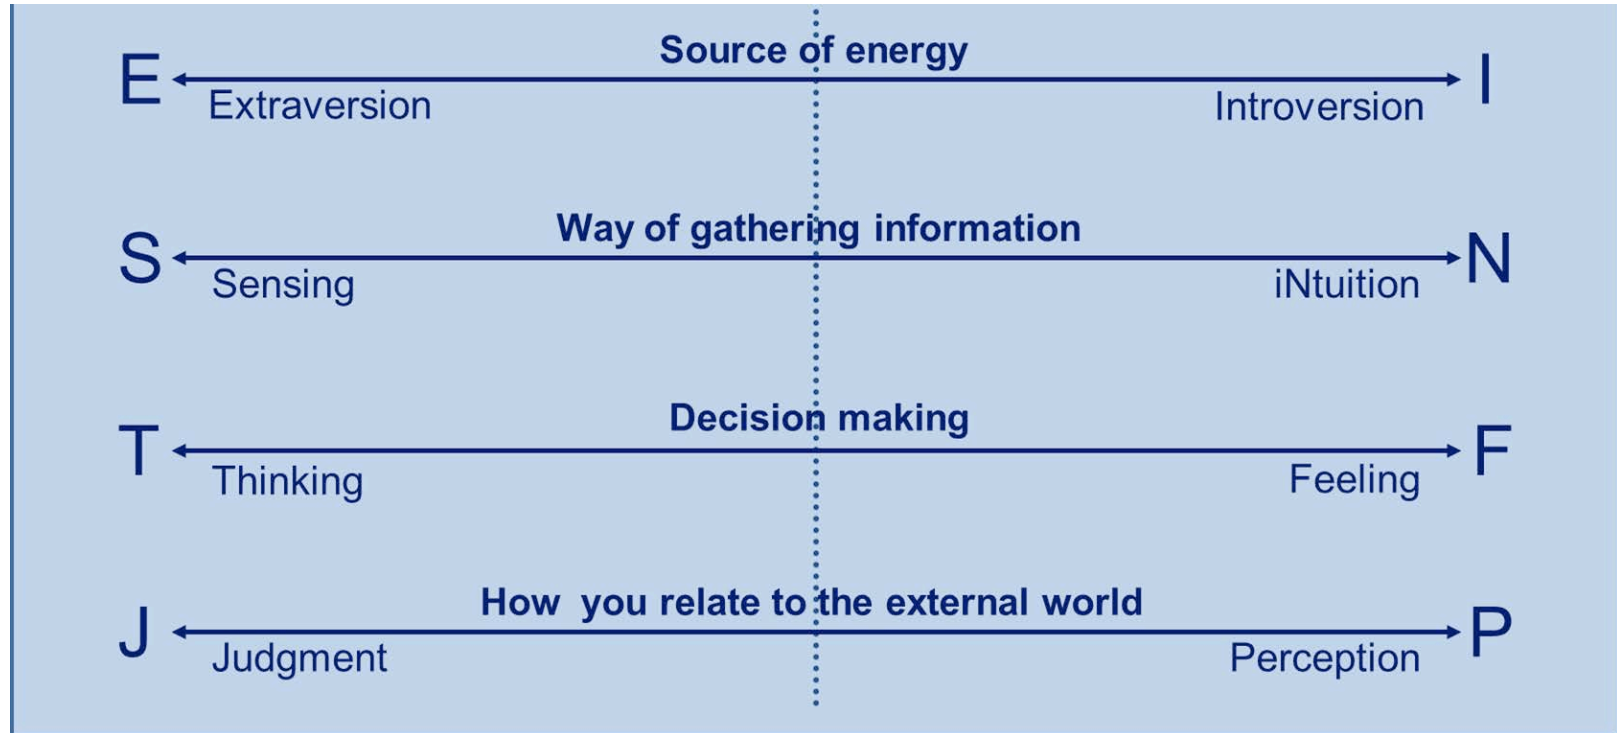 Source of energy
E I
Extraversion Introversion
Way of gathering information
S N
Sensing iNtuition
Decision making
T F
Thinking Feeling
How you relate to the external world
J P
Judgment Perception